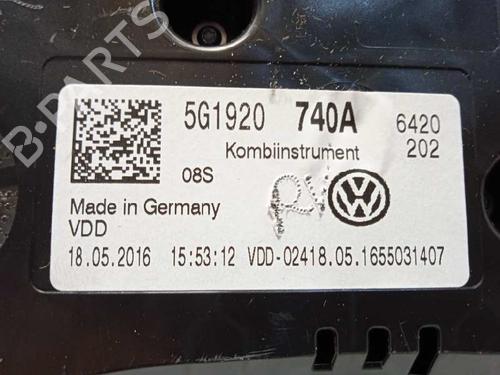 B-PARTS
5G1920 740A 6420
Kombiinstrument 202
08S
Made in Germany
VDD
18.05.2016 15:53:12 VDD-02418.05.1655031407